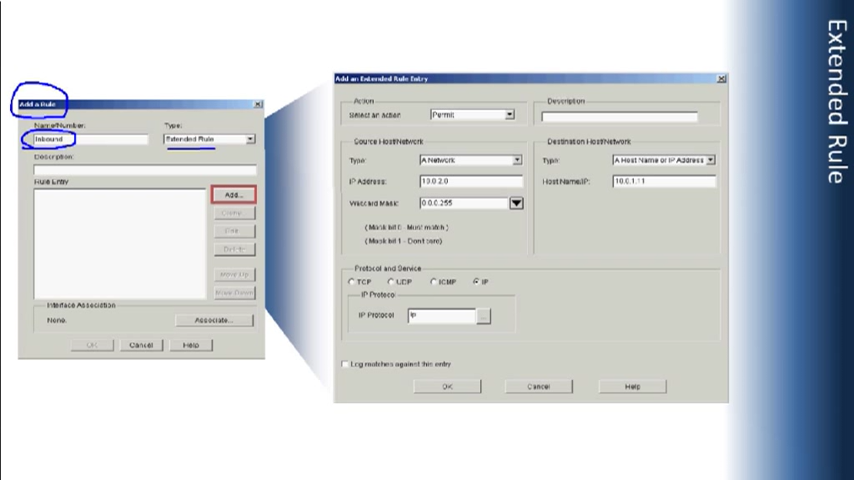 Extended Rule
Add a Rule
Name/Number:
Type:
Inbound
Extended Rule
Description:
Rule Entry
Add...
Clone...
Edit...
Delete
Move Up
Move Down
Interface Association
None.
Associate...
OK
Cancel
Help
Add an Extended Rule Entry
Action
Select an action
Permit
Description
Source Host/Network
Type:
A Network
IP Address:
10.0.2.0
Wildcard Mask:
0.0.0.255
( Mask bit 0 - Must match )
( Mask bit 1 - Don't care)
Destination Host/Network
Type:
A Host Name or IP Address
Host Name/IP:
10.0.1.11
Protocol and Service
TCP
UDP
ICMP
IP
IP Protocol
IP Protocol
ip
...
Log matches against this entry
OK
Cancel
Help